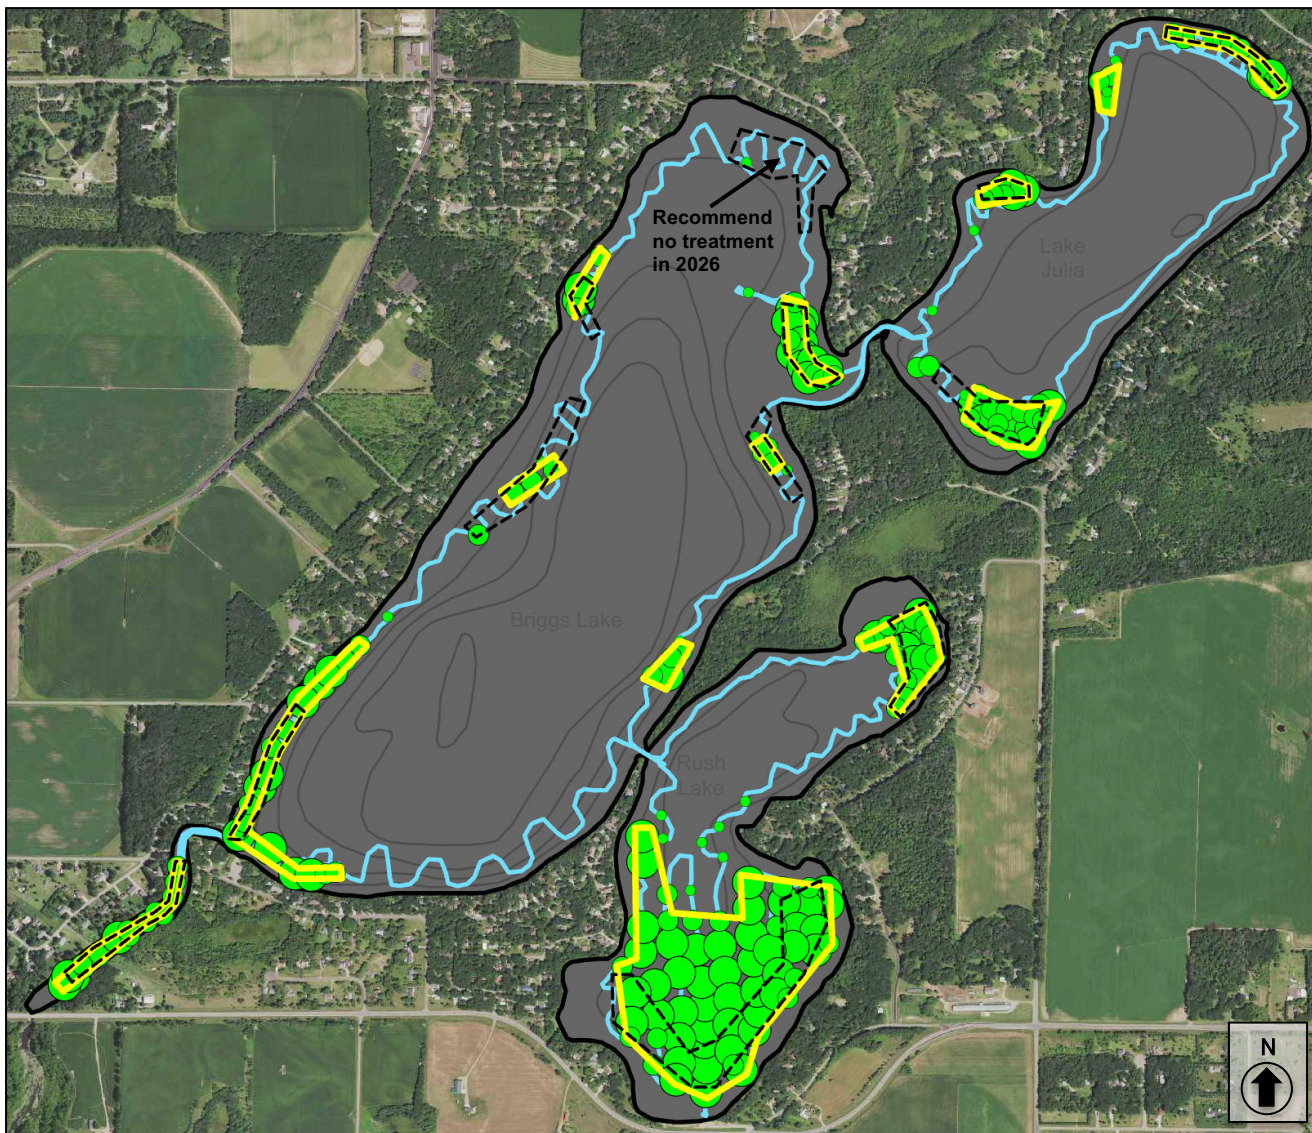 Recommend
no treatment
in 2026
Lake
Julia
Briggs Lake
Rush
Lake
N